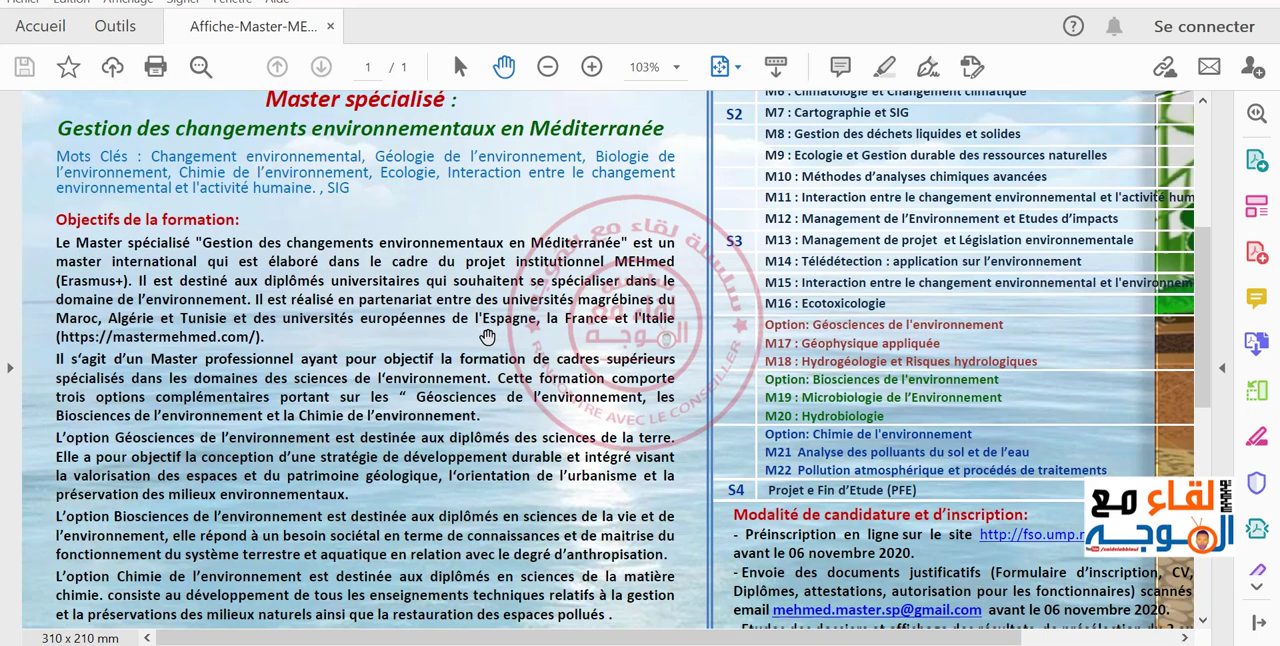 Fichier Edition Affichage Signer Fenêtre Aide
Accueil Outils Affiche-Master-ME... × Se connecter
1 / 1 103%
Master spécialisé :
Gestion des changements environnementaux en Méditerranée
Mots Clés : Changement environnemental, Géologie de l’environnement, Biologie de
l’environnement, Chimie de l’environnement, Ecologie, Interaction entre le changement
environnemental et l'activité humaine. , SIG
Objectifs de la formation:
Le Master spécialisé "Gestion des changements environnementaux en Méditerranée" est un
master international qui est élaboré dans le cadre du projet institutionnel MEHmed
(Erasmus+). Il est destiné aux diplômés universitaires qui souhaitent se spécialiser dans le
domaine de l’environnement. Il est réalisé en partenariat entre des universités magrébines du
Maroc, Algérie et Tunisie et des universités européennes de l'Espagne, la France et l'Italie
(https://mastermehmed.com/).
Il s‘agit d’un Master professionnel ayant pour objectif la formation de cadres supérieurs
spécialisés dans les domaines des sciences de l‘environnement. Cette formation comporte
trois options complémentaires portant sur les “ Géosciences de l’environnement, les
Biosciences de l’environnement et la Chimie de l’environnement.
L’option Géosciences de l’environnement est destinée aux diplômés des sciences de la terre.
Elle a pour objectif la conception d’une stratégie de développement durable et intégré visant
la valorisation des espaces et du patrimoine géologique, l‘orientation de l’urbanisme et la
préservation des milieux environnementaux.
L’option Biosciences de l’environnement est destinée aux diplômés en sciences de la vie et de
l’environnement, elle répond à un besoin sociétal en terme de connaissances et de maitrise du
fonctionnement du système terrestre et aquatique en relation avec le degré d’anthropisation.
L’option Chimie de l’environnement est destinée aux diplômés en sciences de la matière
chimie. consiste au développement de tous les enseignements techniques relatifs à la gestion
et la préservations des milieux naturels ainsi que la restauration des espaces pollués .
M6 : Climatologie et Changement climatique
S2 M7 : Cartographie et SIG
M8 : Gestion des déchets liquides et solides
M9 : Ecologie et Gestion durable des ressources naturelles
M10 : Méthodes d’analyses chimiques avancées
M11 : Interaction entre le changement environnemental et l'activité hum
M12 : Management de l’Environnement et Etudes d’impacts
S3 M13 : Management de projet et Législation environnementale
M14 : Télédétection : application sur l’environnement
M15 : Interaction entre le changement environnemental et l'environnem
M16 : Ecotoxicologie
Option: Géosciences de l'environnement
M17 : Géophysique appliquée
M18 : Hydrogéologie et Risques hydrologiques
Option: Biosciences de l'environnement
M19 : Microbiologie de l’Environnement
M20 : Hydrobiologie
Option: Chimie de l'environnement
M21 Analyse des polluants du sol et de l’eau
M22 Pollution atmosphérique et procédés de traitements
S4 Projet e Fin d’Etude (PFE)
Modalité de candidature et d’inscription:
- Préinscription en ligne sur le site http://fso.ump.
avant le 06 novembre 2020.
- Envoie des documents justificatifs (Formulaire d’inscription, CV,
Diplômes, attestations, autorisation pour les fonctionnaires) scannés
email mehmed.master.sp@gmail.com avant le 06 novembre 2020.
سلسلة لقاء مع الموجه
لقاء مع
الموجه
RENCONTRE AVEC LE CONSEILLER
لقاء مع
الموجه
310 x 210 mm